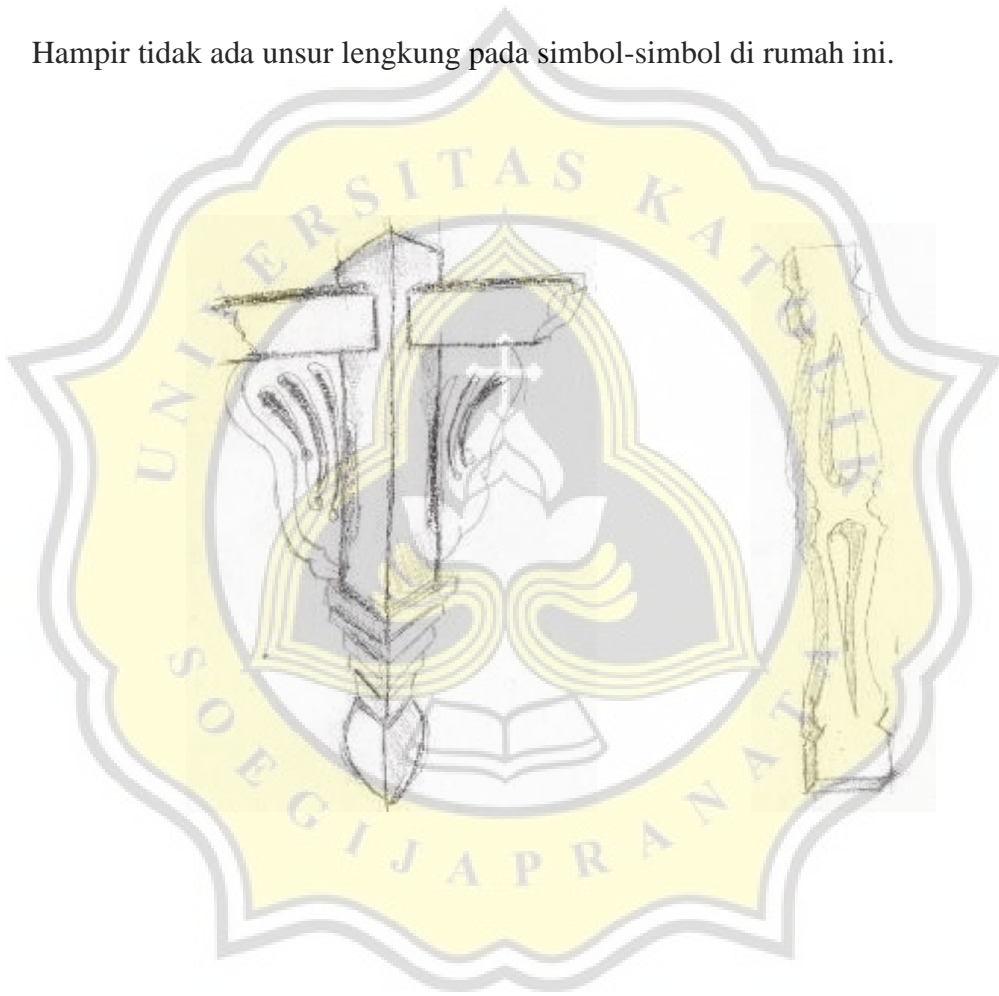 Hampir tidak ada unsur lengkung pada simbol-simbol di rumah ini.
UNIVERSITAS KATOLIK
SOEGIJAPRANATA